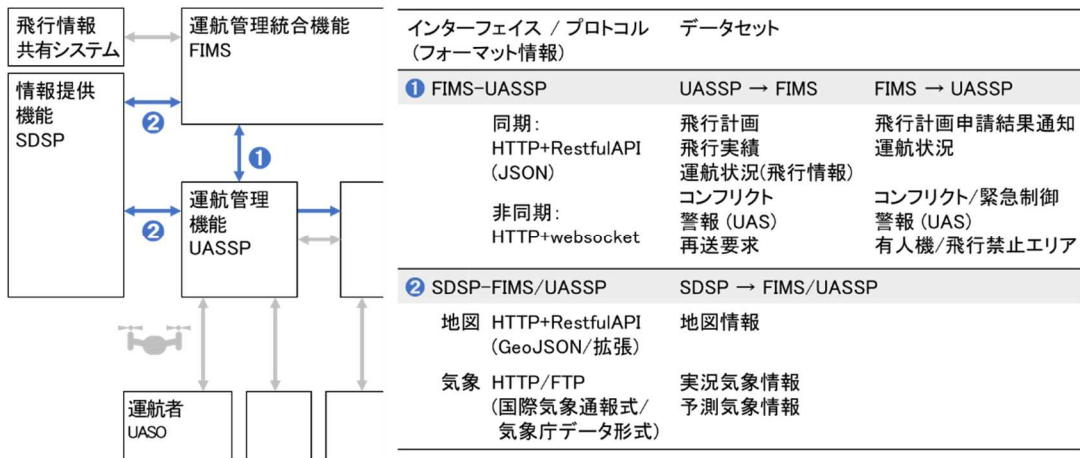 飛行情報
共有システム
運航管理統合機能
FIMS
情報提供
機能
SDSP
❷
❶
運航管理
機能
UASSP
❷
運航者
UASO
インターフェイス / プロトコル データセット
(フォーマット情報)
❶ FIMS-UASSP UASSP → FIMS FIMS → UASSP
同期: 飛行計画 飛行計画申請結果通知
HTTP+RestfulAPI 飛行実績 運航状況
(JSON) 運航状況(飛行情報)
コンフリクト コンフリクト/緊急制御
非同期: 警報 (UAS) 警報 (UAS)
HTTP+websocket 再送要求 有人機/飛行禁止エリア
❷ SDSP-FIMS/UASSP SDSP → FIMS/UASSP
地図 HTTP+RestfulAPI 地図情報
(GeoJSON/拡張)
気象 HTTP/FTP 実況気象情報
(国際気象通報式/ 予測気象情報
気象庁データ形式)